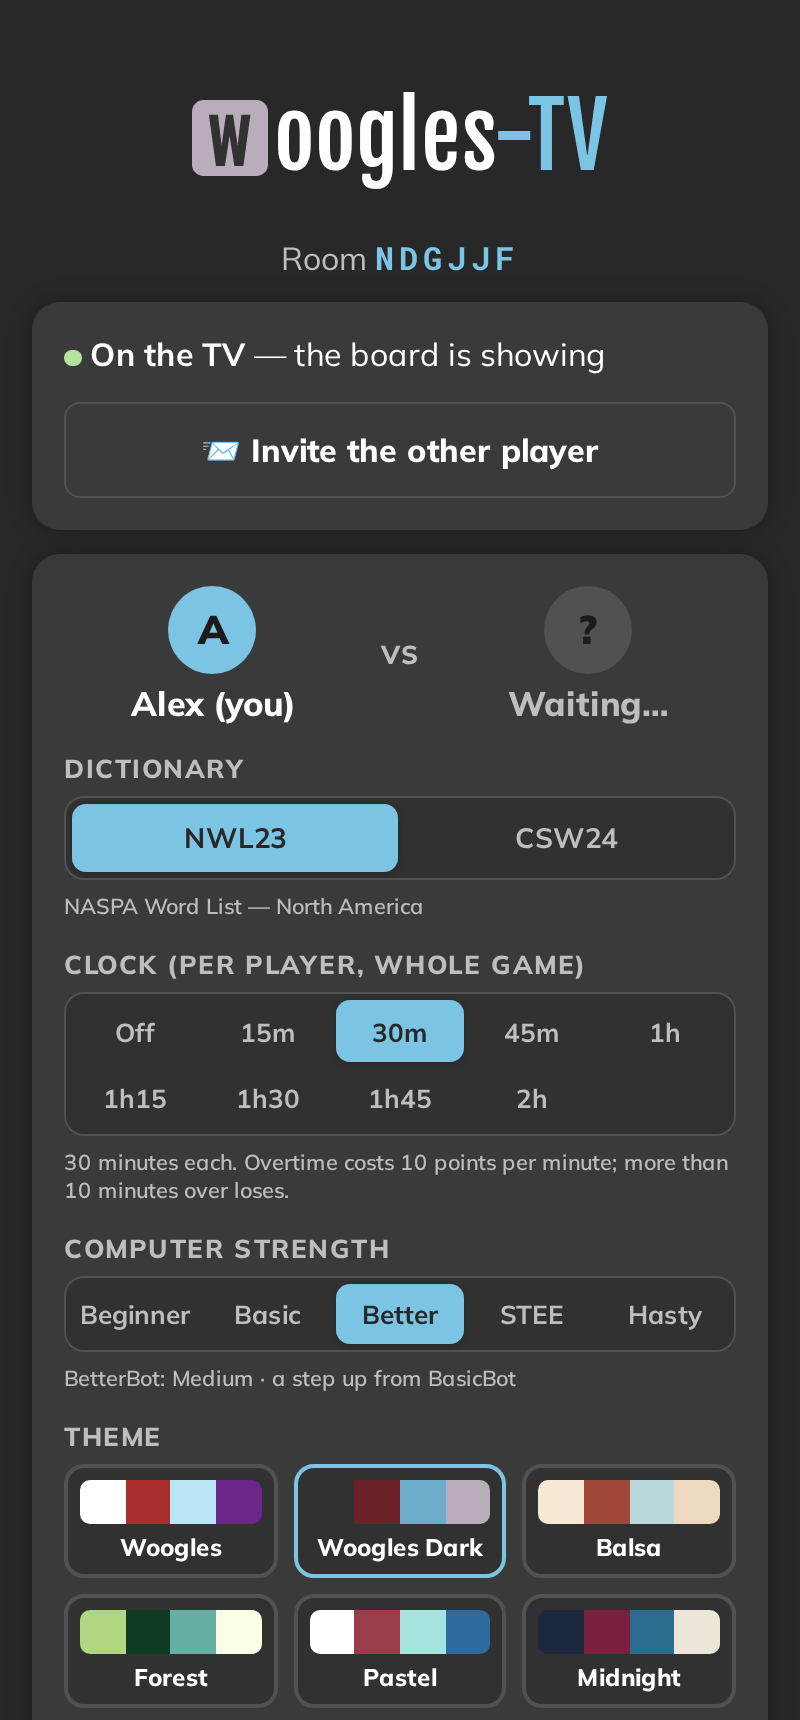 Woogles-TV
Room NDGJJF
On the TV — the board is showing
📨 Invite the other player
A
vs
?
Alex (you)
Waiting...
DICTIONARY
NWL23
CSW24
NASPA Word List — North America
CLOCK (PER PLAYER, WHOLE GAME)
Off 15m 30m 45m 1h
1h15 1h30 1h45 2h
30 minutes each. Overtime costs 10 points per minute; more than
10 minutes over loses.
COMPUTER STRENGTH
Beginner Basic Better STEE Hasty
BetterBot: Medium · a step up from BasicBot
THEME
Woogles Woogles Dark Balsa
Forest Pastel Midnight